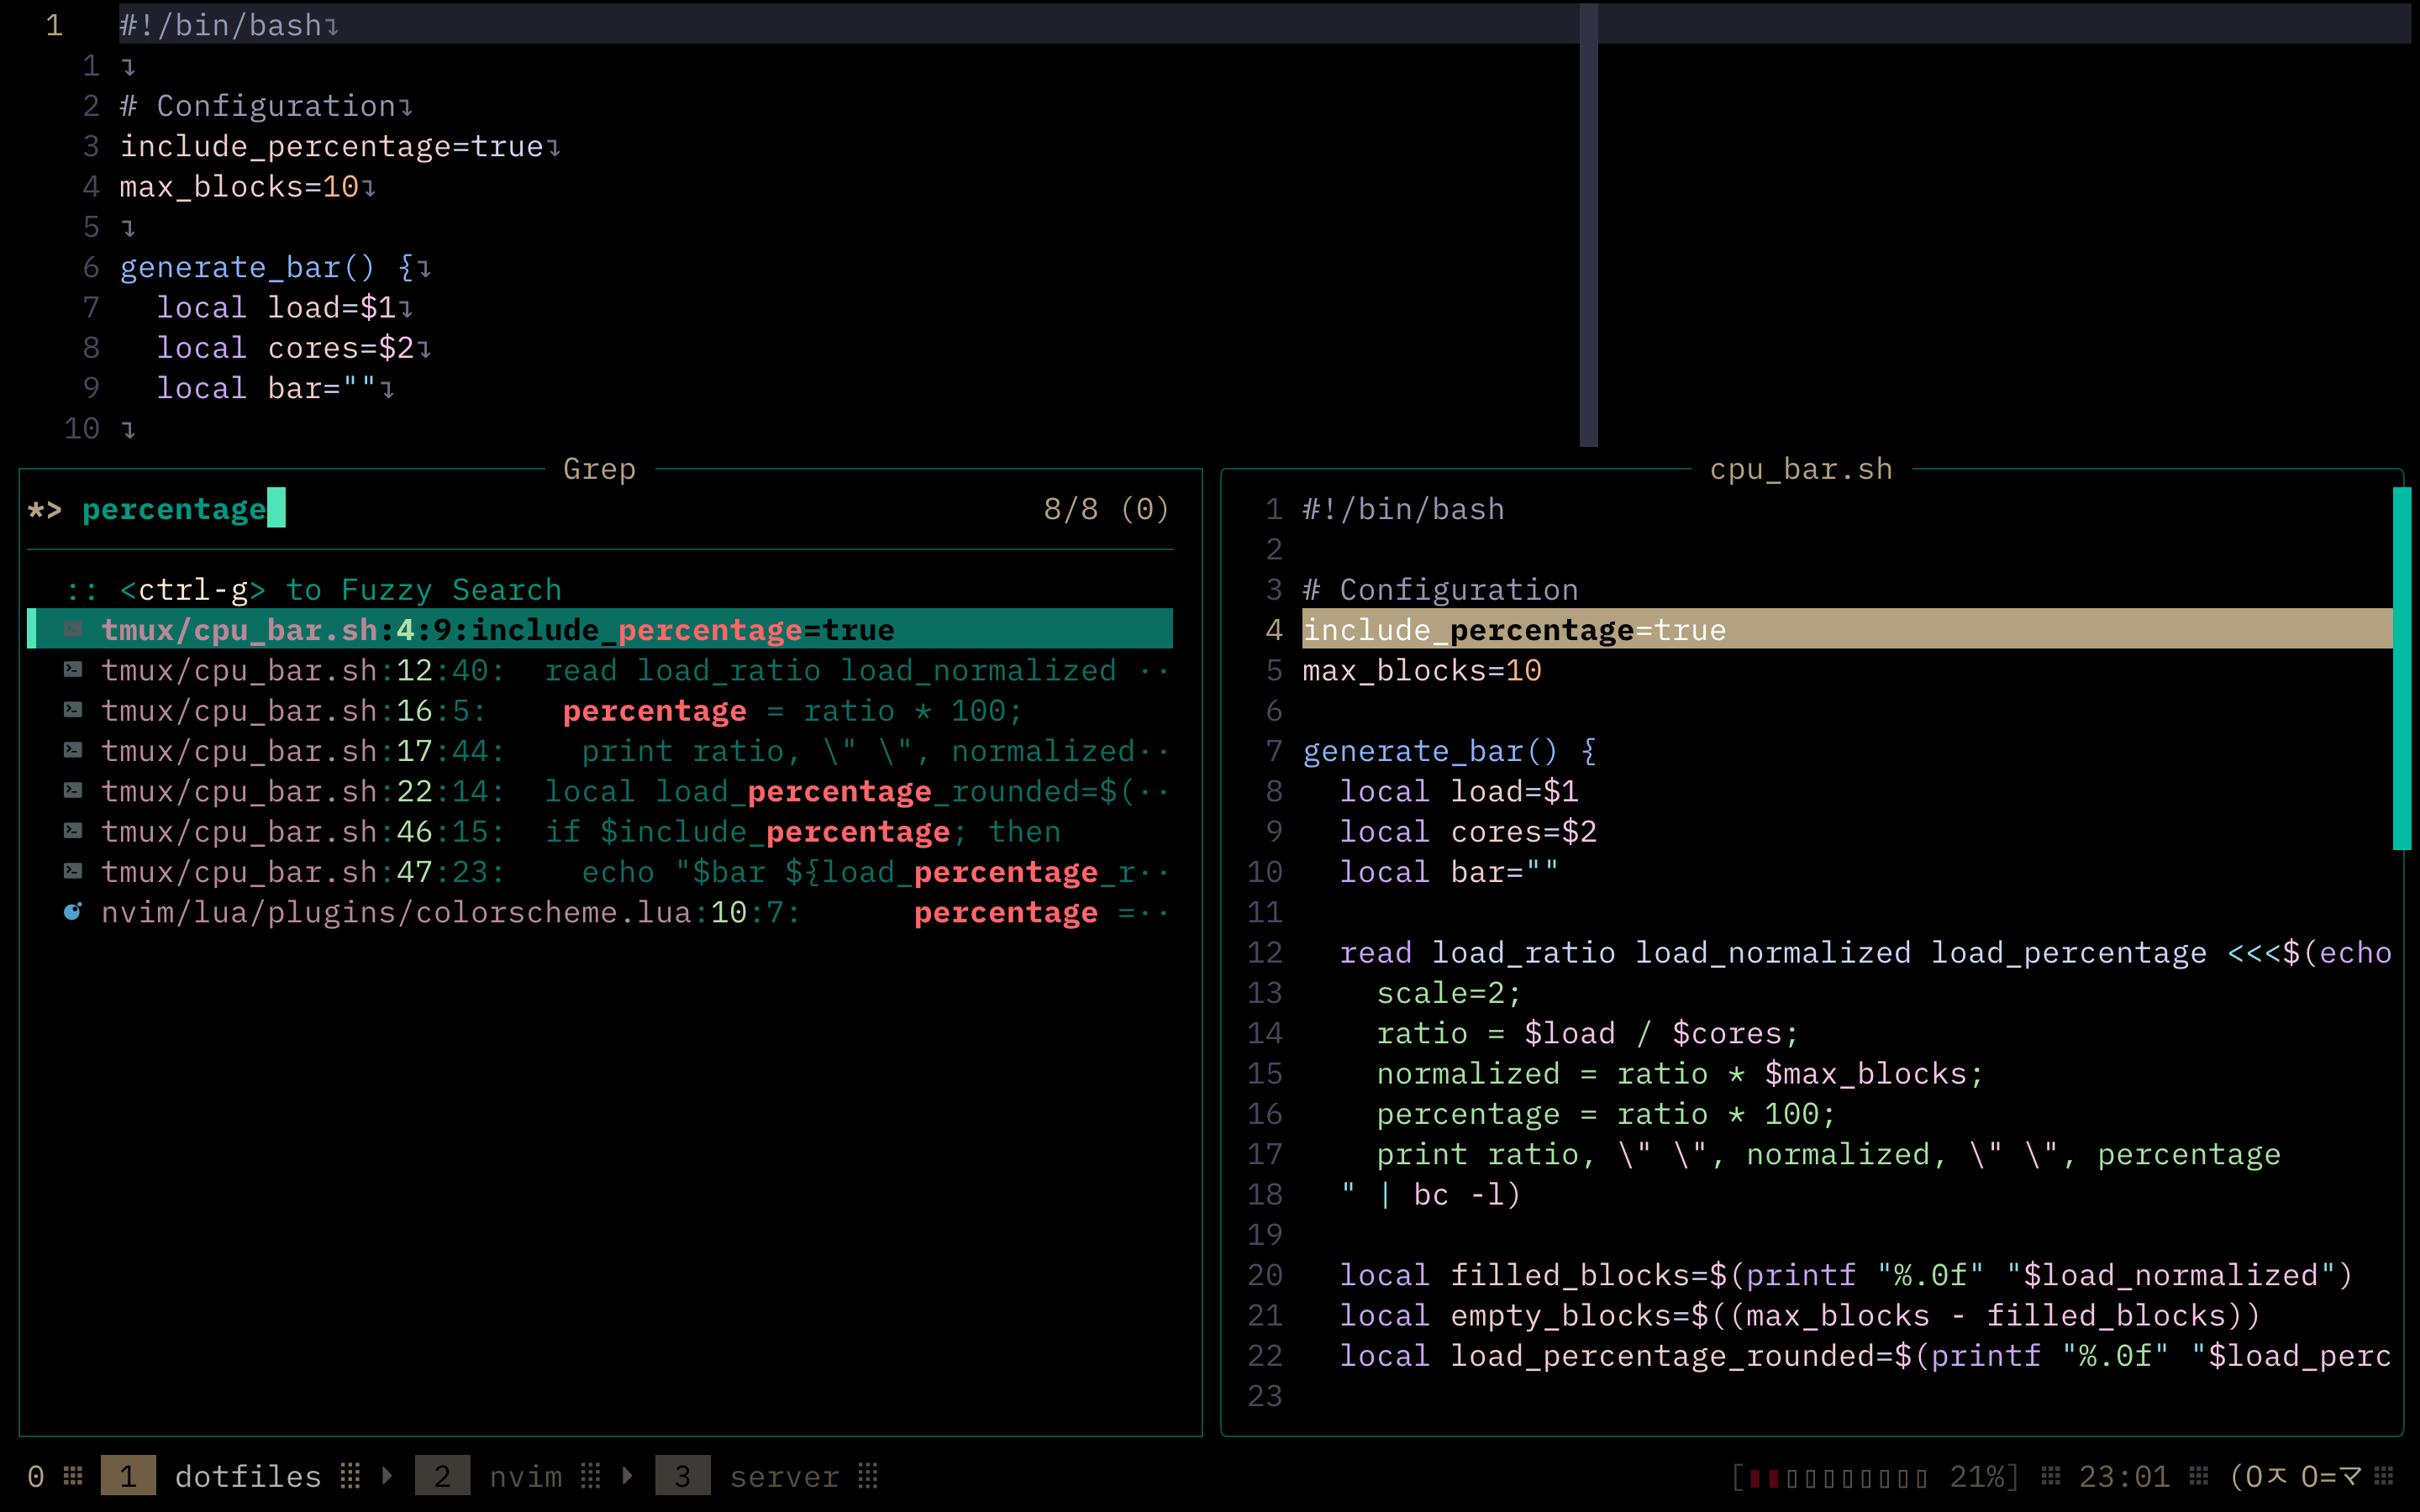 1 #!/bin/bash↴
1 ↴
2 # Configuration↴
3 include_percentage=true↴
4 max_blocks=10↴
5 ↴
6 generate_bar() {↴
7   local load=$1↴
8   local cores=$2↴
9   local bar=""↴
10 ↴
Grep
*> percentage 8/8 (0)
:: <ctrl-g> to Fuzzy Search
tmux/cpu_bar.sh:4:9:include_percentage=true
tmux/cpu_bar.sh:12:40:  read load_ratio load_normalized ··
tmux/cpu_bar.sh:16:5:    percentage = ratio * 100;
tmux/cpu_bar.sh:17:44:    print ratio, \" \", normalized··
tmux/cpu_bar.sh:22:14:  local load_percentage_rounded=$(··
tmux/cpu_bar.sh:46:15:  if $include_percentage; then
tmux/cpu_bar.sh:47:23:    echo "$bar ${load_percentage_r··
nvim/lua/plugins/colorscheme.lua:10:7:      percentage =··
cpu_bar.sh
1 #!/bin/bash
2
3 # Configuration
4 include_percentage=true
5 max_blocks=10
6
7 generate_bar() {
8   local load=$1
9   local cores=$2
10   local bar=""
11
12   read load_ratio load_normalized load_percentage <<<$(echo
13     scale=2;
14     ratio = $load / $cores;
15     normalized = ratio * $max_blocks;
16     percentage = ratio * 100;
17     print ratio, \" \", normalized, \" \", percentage
18   " | bc -l)
19
20   local filled_blocks=$(printf "%.0f" "$load_normalized")
21   local empty_blocks=$((max_blocks - filled_blocks))
22   local load_percentage_rounded=$(printf "%.0f" "$load_perc
23
0 1 dotfiles 2 nvim 3 server [▮▮▯▯▯▯▯▯▯▯ 21%] 23:01 (Oㅈ O=マ